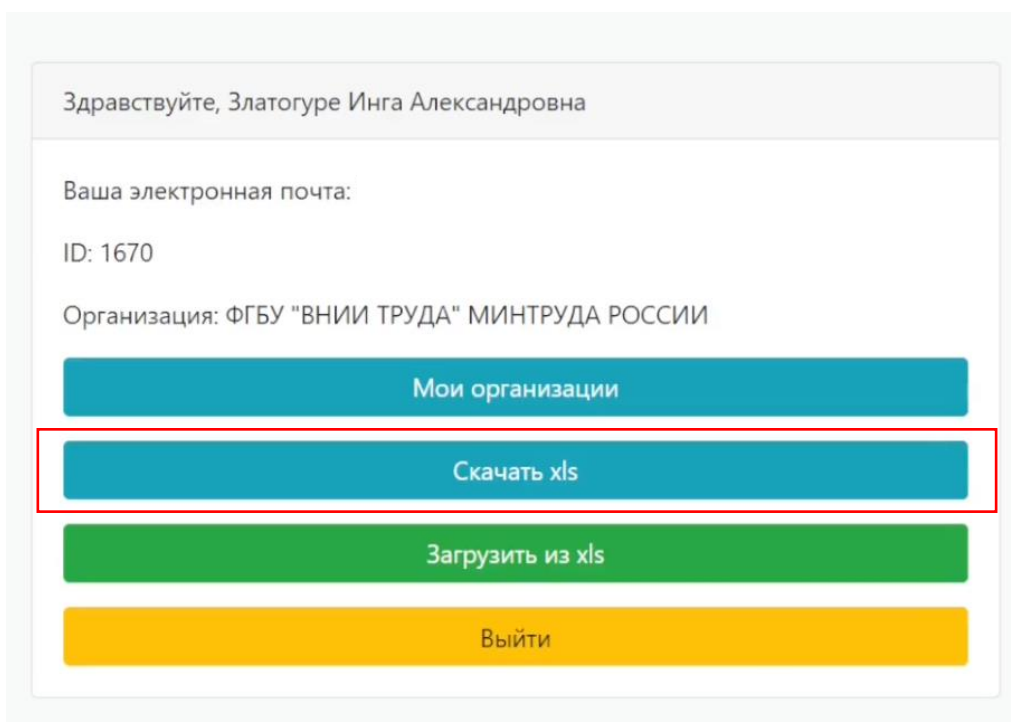 Здравствуйте, Златогуре Инга Александровна
Ваша электронная почта:
ID: 1670
Организация: ФГБУ "ВНИИ ТРУДА" МИНТРУДА РОССИИ
Мои организации
Скачать xls
Загрузить из xls
Выйти